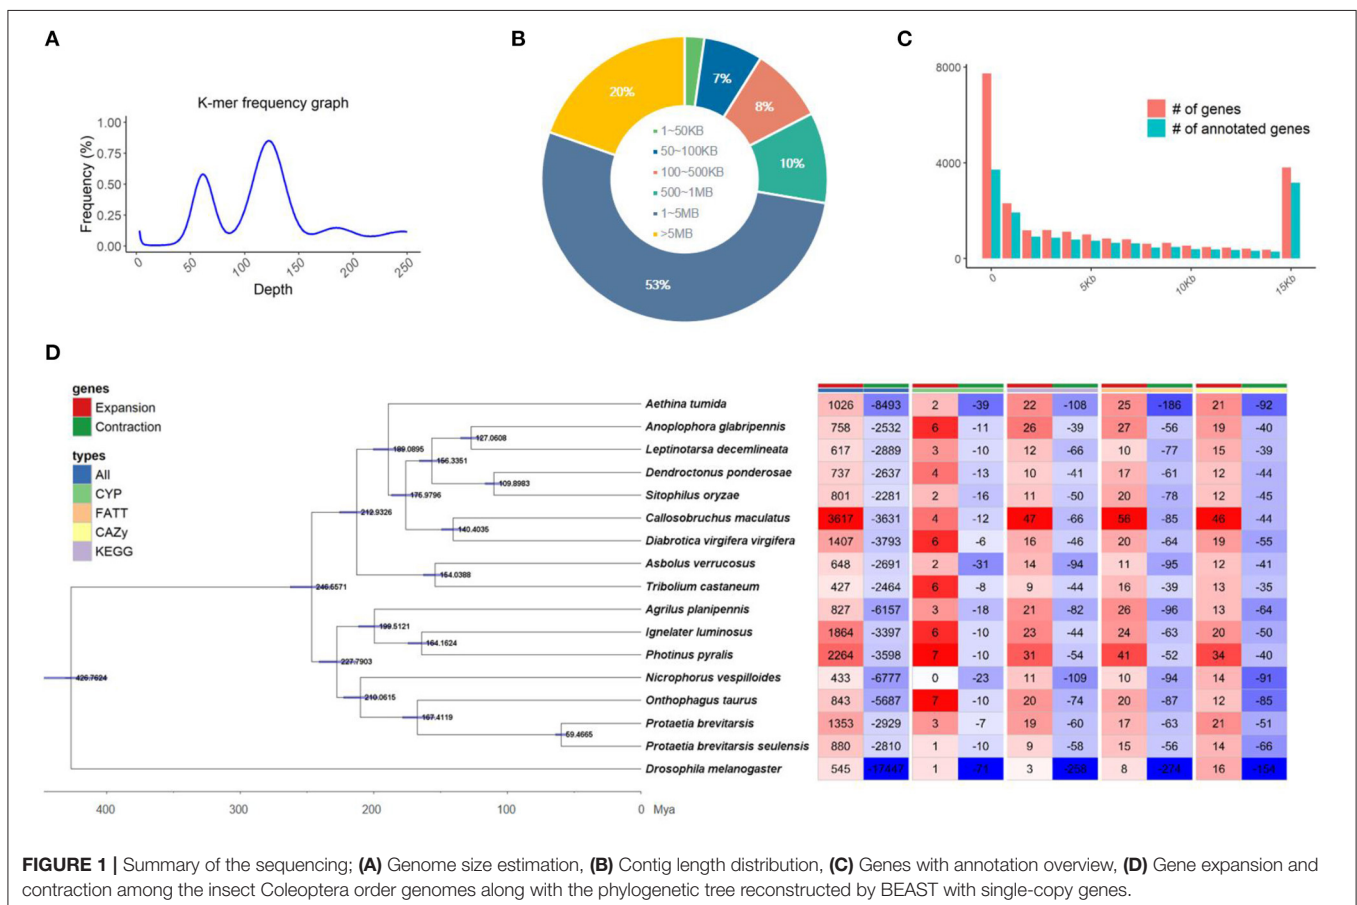 A
K-mer frequency graph
Frequency (%)
1.00
0.75
0.50
0.25
0.00
0 50 100 150 200 250
Depth
B
7%
8%
10%
53%
20%
1~50KB
50~100KB
100~500KB
500~1MB
1~5MB
>5MB
C
8000
4000
0
# of genes
# of annotated genes
0 5Kb 10Kb 15Kb
D
genes
Expansion
Contraction
types
All
CYP
FATT
CAZy
KEGG
426.7624
246.5571
212.9326
189.0895
176.9796
156.3351
127.0608
109.8983
140.4035
154.0388
227.7903
199.5121
164.1624
210.0615
167.4119
59.4665
Aethina tumida 1026 -8493 2 -39 22 -108 25 -186 21 -92
Anoplophora glabripennis 758 -2532 6 -11 26 -39 27 -56 19 -40
Leptinotarsa decemlineata 617 -2889 3 -10 12 -66 10 -77 15 -39
Dendroctonus ponderosae 737 -2637 4 -13 10 -41 17 -61 12 -44
Sitophilus oryzae 801 -2281 2 -16 11 -50 20 -78 12 -45
Callosobruchus maculatus 3617 -3631 4 -12 47 -66 56 -85 46 -44
Diabrotica virgifera virgifera 1407 -3793 6 -6 16 -46 20 -64 19 -55
Asbolus verrucosus 648 -2691 2 -31 14 -94 11 -95 12 -41
Tribolium castaneum 427 -2464 6 -8 9 -44 16 -39 13 -35
Agrilus planipennis 827 -6157 3 -18 21 -82 26 -96 13 -64
Ignelater luminosus 1864 -3397 6 -10 23 -44 24 -63 20 -50
Photinus pyralis 2264 -3598 7 -10 31 -54 41 -52 34 -40
Nicrophorus vespilloides 433 -6777 0 -23 11 -109 10 -94 14 -91
Onthophagus taurus 843 -5687 7 -10 20 -74 20 -87 12 -85
Protaetia brevitarsis 1353 -2929 3 -7 19 -60 17 -63 21 -51
Protaetia brevitarsis seulensis 880 -2810 1 -10 9 -58 15 -56 14 -66
Drosophila melanogaster 545 -17447 1 -71 3 -258 8 -274 16 -154
400 300 200 100 0 Mya
FIGURE 1 | Summary of the sequencing; (A) Genome size estimation, (B) Contig length distribution, (C) Genes with annotation overview, (D) Gene expansion and
contraction among the insect Coleoptera order genomes along with the phylogenetic tree reconstructed by BEAST with single-copy genes.